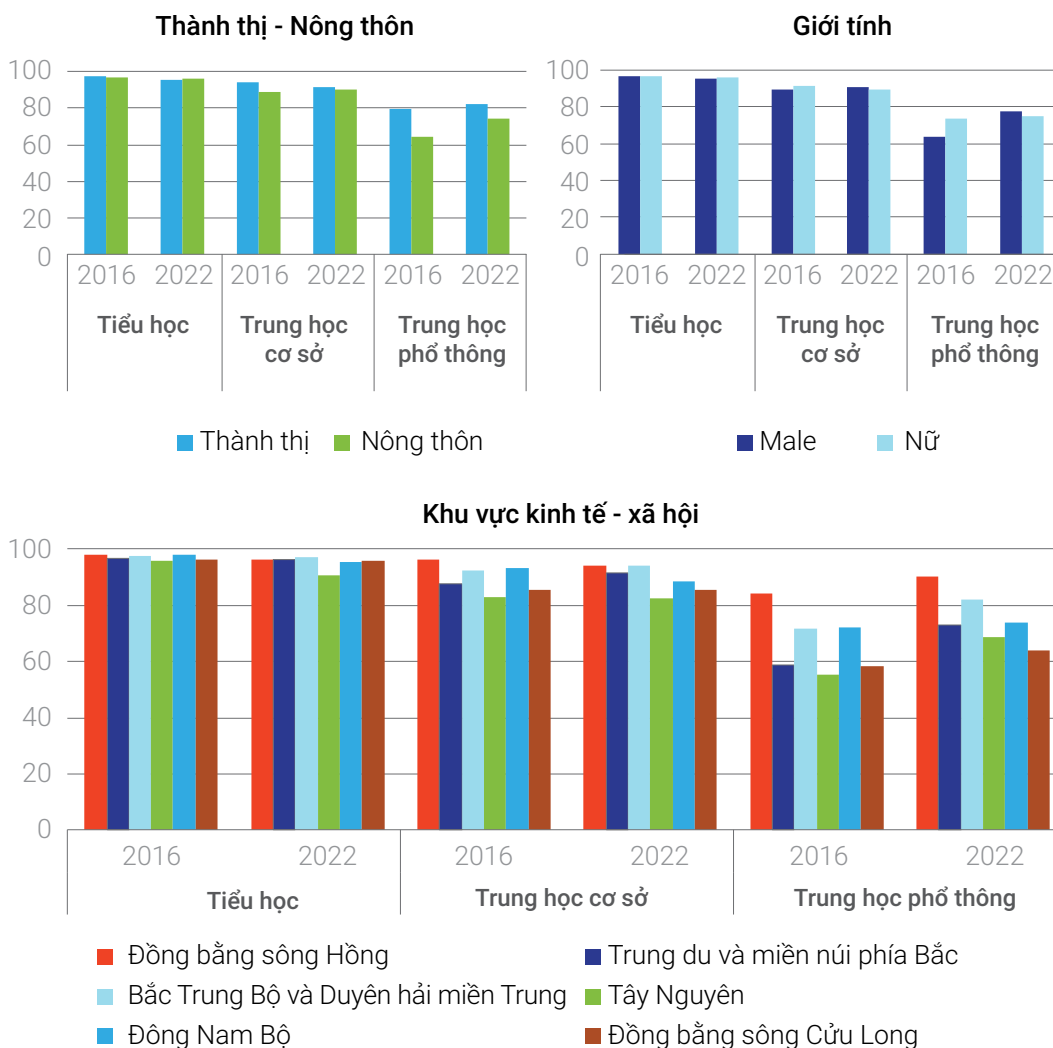 Thành thị - Nông thôn
100
80
60
40
20
0
2016 2022 2016 2022 2016 2022
Tiểu học
Trung học
cơ sở
Trung học
phổ thông
Thành thị Nông thôn
Giới tính
100
80
60
40
20
0
2016 2022 2016 2022 2016 2022
Tiểu học
Trung học
cơ sở
Trung học
phổ thông
Male Nữ
Khu vực kinh tế - xã hội
100
80
60
40
20
0
2016 2022 2016 2022 2016 2022
Tiểu học Trung học cơ sở Trung học phổ thông
Đồng bằng sông Hồng Trung du và miền núi phía Bắc
Bắc Trung Bộ và Duyên hải miền Trung Tây Nguyên
Đông Nam Bộ Đồng bằng sông Cửu Long